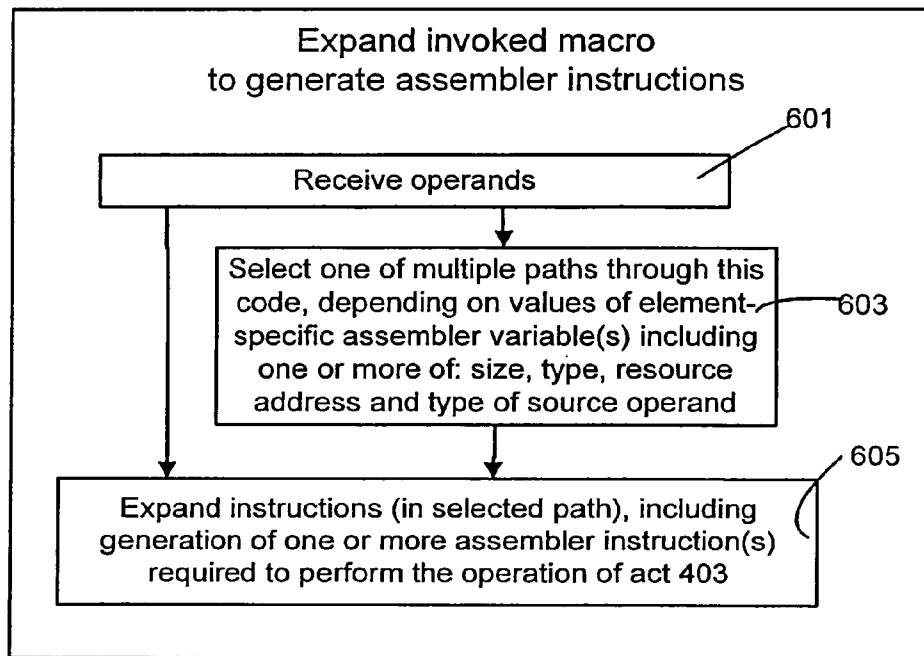 Expand invoked macro
to generate assembler instructions
601
Receive operands
Select one of multiple paths through this
code, depending on values of element-
specific assembler variable(s) including
one or more of: size, type, resource
address and type of source operand
603
605
Expand instructions (in selected path), including
generation of one or more assembler instruction(s)
required to perform the operation of act 403